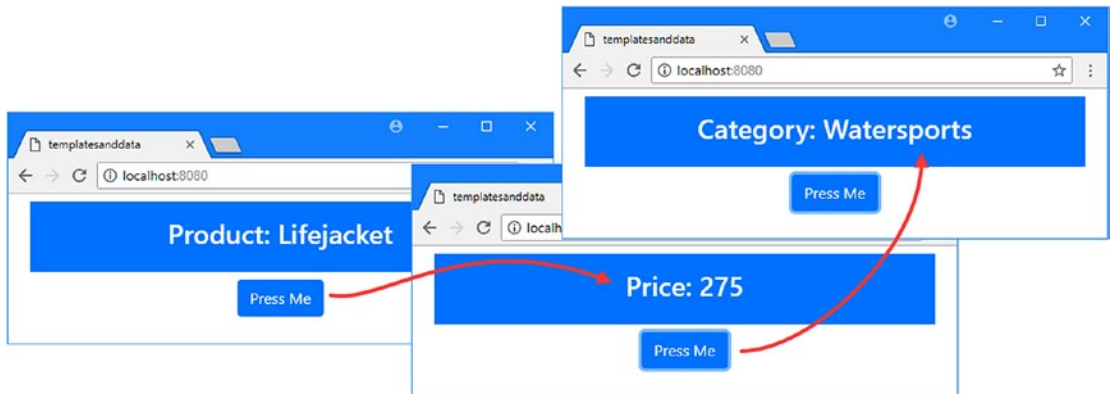 templatesanddata
localhost:8080
Product: Lifejacket
Press Me
templatesanddata
localh
Price: 275
Press Me
templatesanddata
localhost:8080
Category: Watersports
Press Me